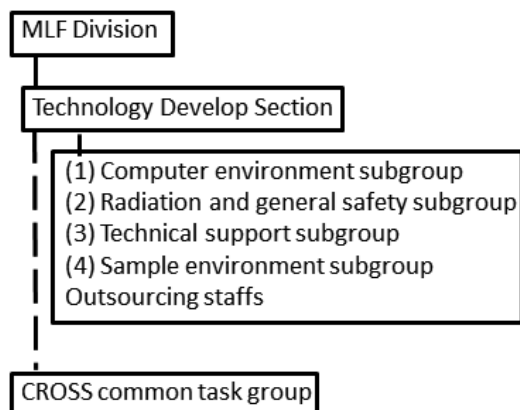 MLF Division
Technology Develop Section
(1) Computer environment subgroup
(2) Radiation and general safety subgroup
(3) Technical support subgroup
(4) Sample environment subgroup
Outsourcing staffs
CROSS common task group